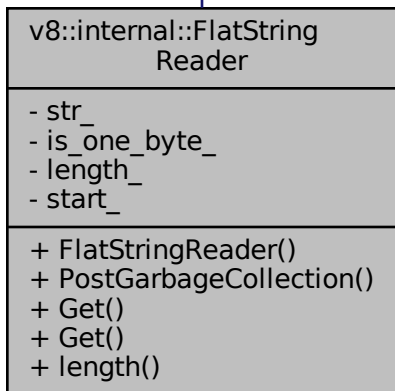 v8::internal::FlatString
Reader
- str_
- is_one_byte_
- length_
- start_
+ FlatStringReader()
+ PostGarbageCollection()
+ Get()
+ Get()
+ length()